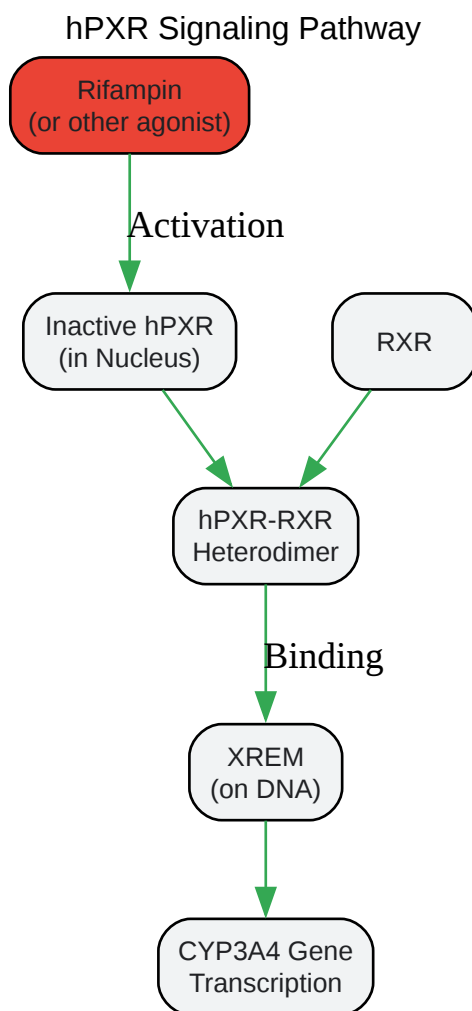 hPXR Signaling Pathway
Rifampin
(or other agonist)
Activation
Inactive hPXR
(in Nucleus)
RXR
hPXR-RXR
Heterodimer
Binding
XREM
(on DNA)
CYP3A4 Gene
Transcription